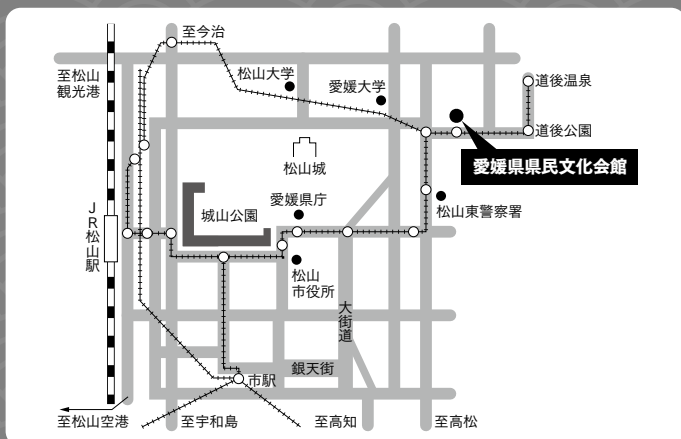 至今治
至松山
観光港
松山大学
愛媛大学
道後温泉
道後公園
愛媛県県民文化会館
松山城
城山公園
愛媛県庁
松山東警察署
JR松山駅
松山
市役所
大街道
銀天街
市駅
至松山空港
至宇和島
至高知
至高松